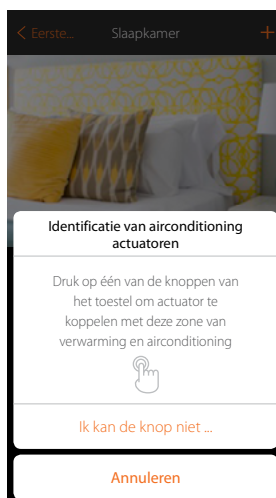 Eerste...
Slaapkamer
Identificatie van airconditioning
actuatoren
Druk op één van de knoppen van
het toestel om actuator te
koppelen met deze zone van
verwarming en airconditioning
Ik kan de knop niet ...
Annuleren